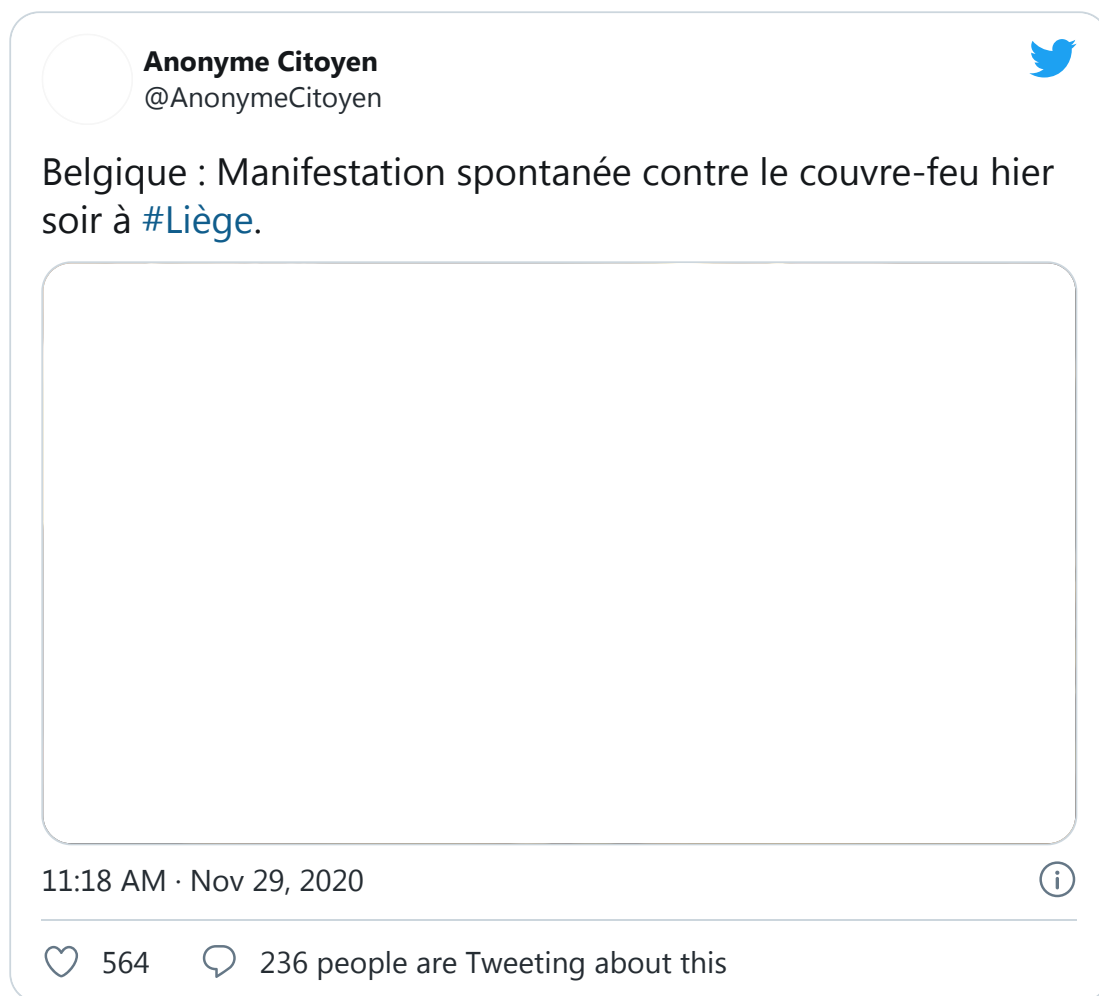 Anonyme Citoyen
@AnonymeCitoyen
Belgique : Manifestation spontanée contre le couvre-feu hier
soir à #Liège.
11:18 AM · Nov 29, 2020
564
236 people are Tweeting about this